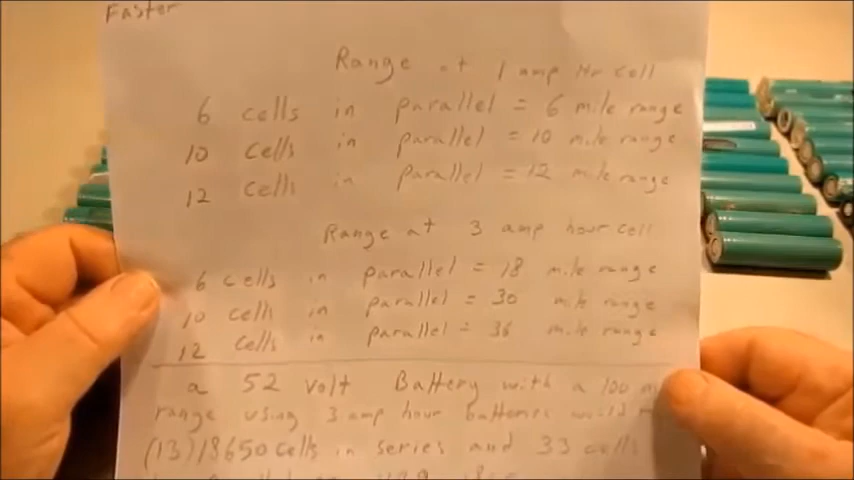 Faster
Range at 1 amp Hr cell
6 cells in parallel = 6 mile range
10 cells in parallel = 10 mile range
12 cells in parallel = 12 mile range
Range at 3 amp hour cell
6 cells in parallel = 18 mile range
10 cells in parallel = 30 mile range
12 cells in parallel = 36 mile range
a 52 volt Battery with a 100
range using 3 amp hour batteries
(13) 18650 cells in series and 33 cells